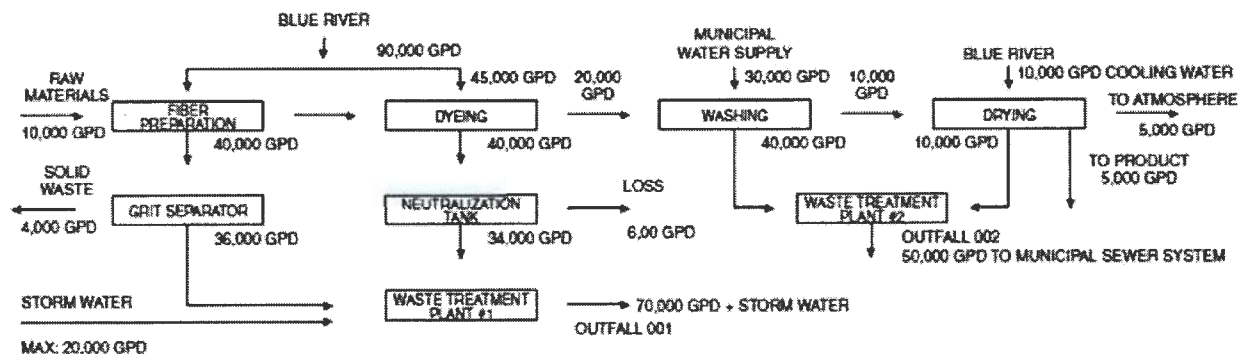 BLUE RIVER
90,000 GPD
MUNICIPAL
WATER SUPPLY
BLUE RIVER
RAW
MATERIALS
45,000 GPD
20,000
GPD
30,000 GPD
10,000
GPD
10,000 GPD COOLING WATER
TO ATMOSPHERE
FIBER
PREPARATION
DYEING
WASHING
DRYING
10,000 GPD
40,000 GPD
40,000 GPD
40,000 GPD
10,000 GPD
5,000 GPD
SOLID
WASTE
LOSS
TO PRODUCT
5,000 GPD
GRIT SEPARATOR
NEUTRALIZATION
TANK
WASTE TREATMENT
PLANT #2
4,000 GPD
36,000 GPD
34,000 GPD
6,00 GPD
OUTFALL 002
50,000 GPD TO MUNICIPAL SEWER SYSTEM
STORM WATER
WASTE TREATMENT
PLANT #1
70,000 GPD + STORM WATER
OUTFALL 001
MAX: 20,000 GPD